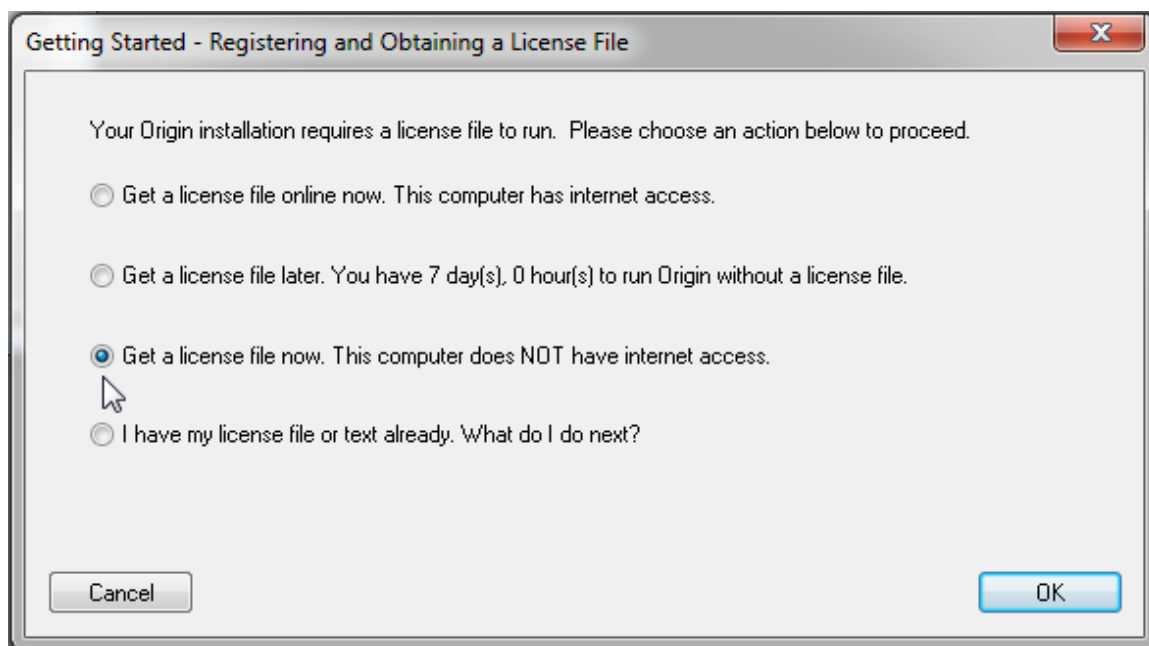 Getting Started - Registering and Obtaining a License File
Your Origin installation requires a license file to run.  Please choose an action below to proceed.
Get a license file online now. This computer has internet access.
Get a license file later. You have 7 day(s), 0 hour(s) to run Origin without a license file.
Get a license file now. This computer does NOT have internet access.
I have my license file or text already. What do I do next?
Cancel
OK